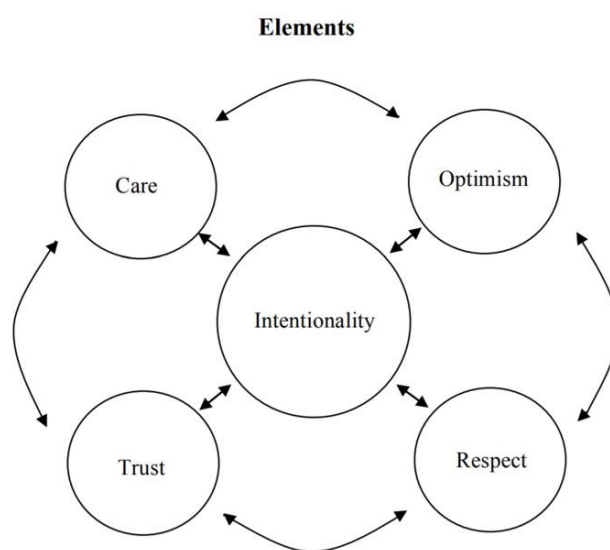 Elements
Care
Optimism
Intentionality
Trust
Respect